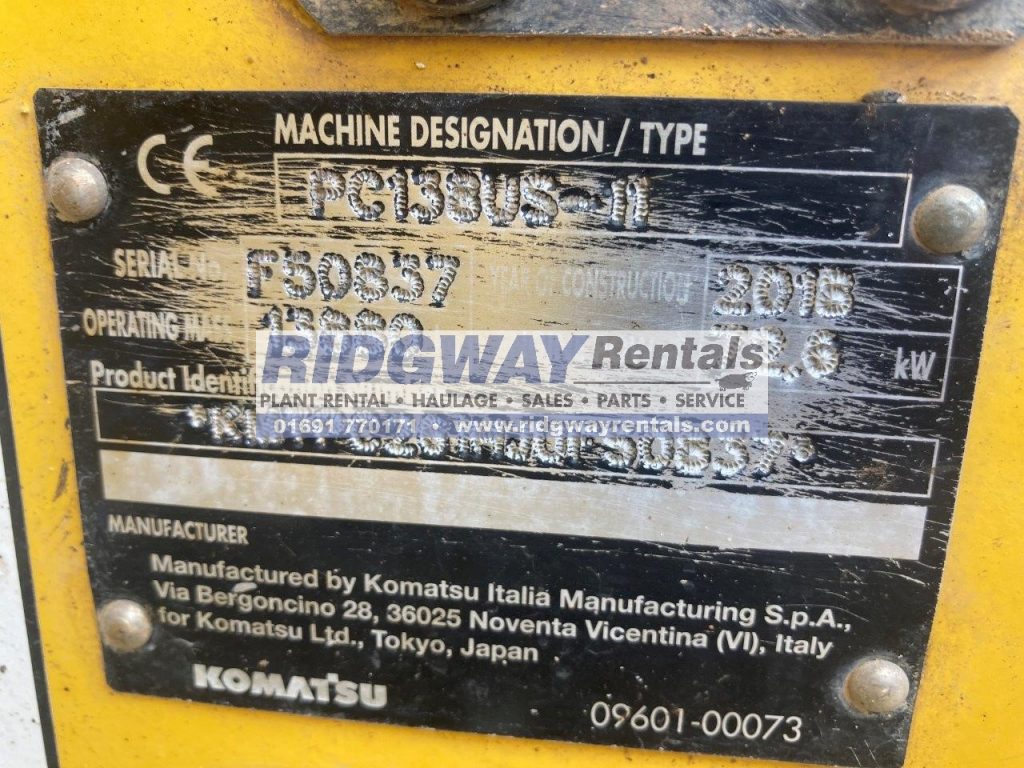 CE MACHINE DESIGNATION / TYPE
PC138US-11
SERIAL No. YEAR OF CONSTRUCTION 2018
OPERATING MASS kW
Product
RIDGWAY Rentals
PLANT RENTAL • HAULAGE • SALES • PARTS • SERVICE
01691 770171 • www.ridgwayrentals.com
MANUFACTURER
Manufactured by Komatsu Italia Manufacturing S.p.A.,
Via Bergoncino 28, 36025 Noventa Vicentina (VI), Italy
for Komatsu Ltd., Tokyo, Japan
KOMATSU
09601-00073